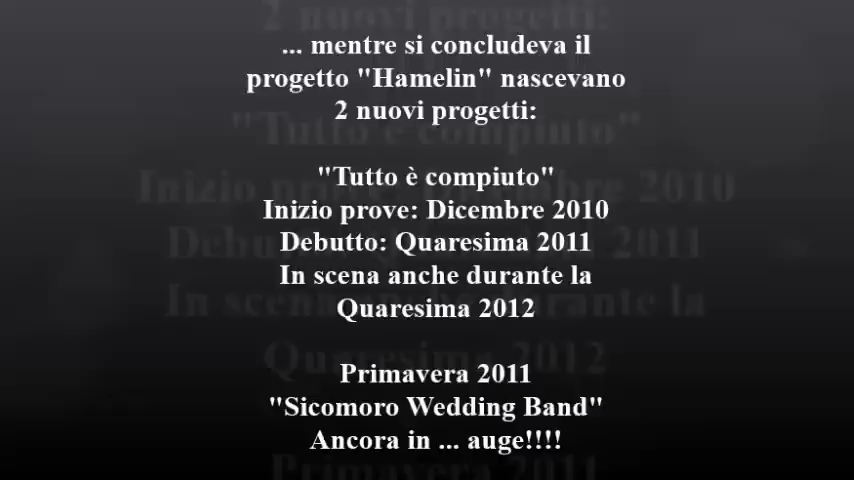 ... mentre si concludeva il
progetto "Hamelin" nascevano
2 nuovi progetti:
"Tutto è compiuto"
Inizio prove: Dicembre 2010
Debutto: Quaresima 2011
In scena anche durante la
Quaresima 2012
Primavera 2011
"Sicomoro Wedding Band"
Ancora in ... auge!!!!